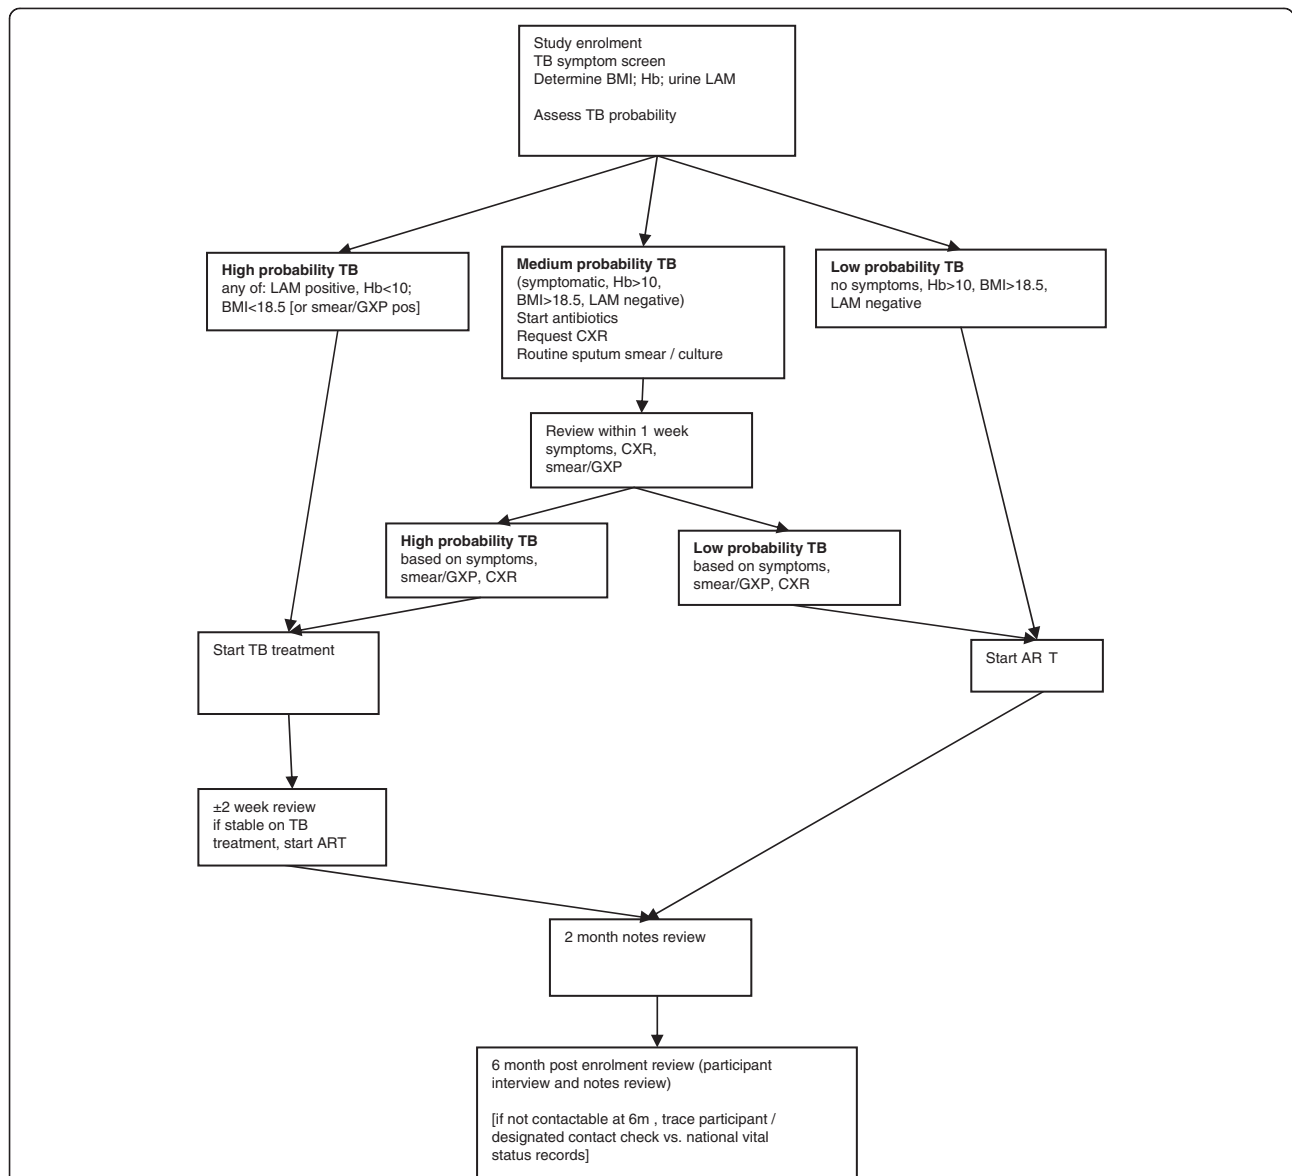 Study enrolment
TB symptom screen
Determine BMI; Hb; urine LAM
Assess TB probability
High probability TB
any of: LAM positive, Hb<10;
BMI<18.5 [or smear/GXP pos]
Medium probability TB
(symptomatic, Hb>10,
BMI>18.5, LAM negative)
Start antibiotics
Request CXR
Routine sputum smear / culture
Low probability TB
no symptoms, Hb>10, BMI>18.5,
LAM negative
Review within 1 week
symptoms, CXR,
smear/GXP
High probability TB
based on symptoms,
smear/GXP, CXR
Low probability TB
based on symptoms,
smear/GXP, CXR
Start TB treatment
Start AR T
±2 week review
if stable on TB
treatment, start ART
2 month notes review
6 month post enrolment review (participant
interview and notes review)
[if not contactable at 6m , trace participant /
designated contact check vs. national vital
status records]